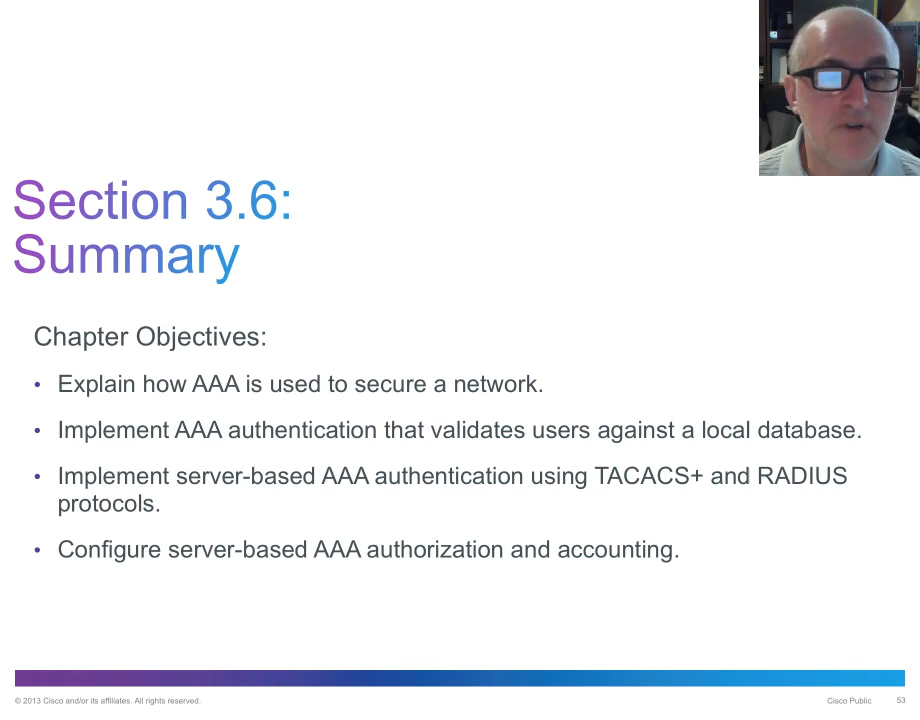 Section 3.6:
Summary
Chapter Objectives:
• Explain how AAA is used to secure a network.
• Implement AAA authentication that validates users against a local database.
• Implement server-based AAA authentication using TACACS+ and RADIUS
protocols.
• Configure server-based AAA authorization and accounting.
© 2013 Cisco and/or its affiliates. All rights reserved.
Cisco Public
53